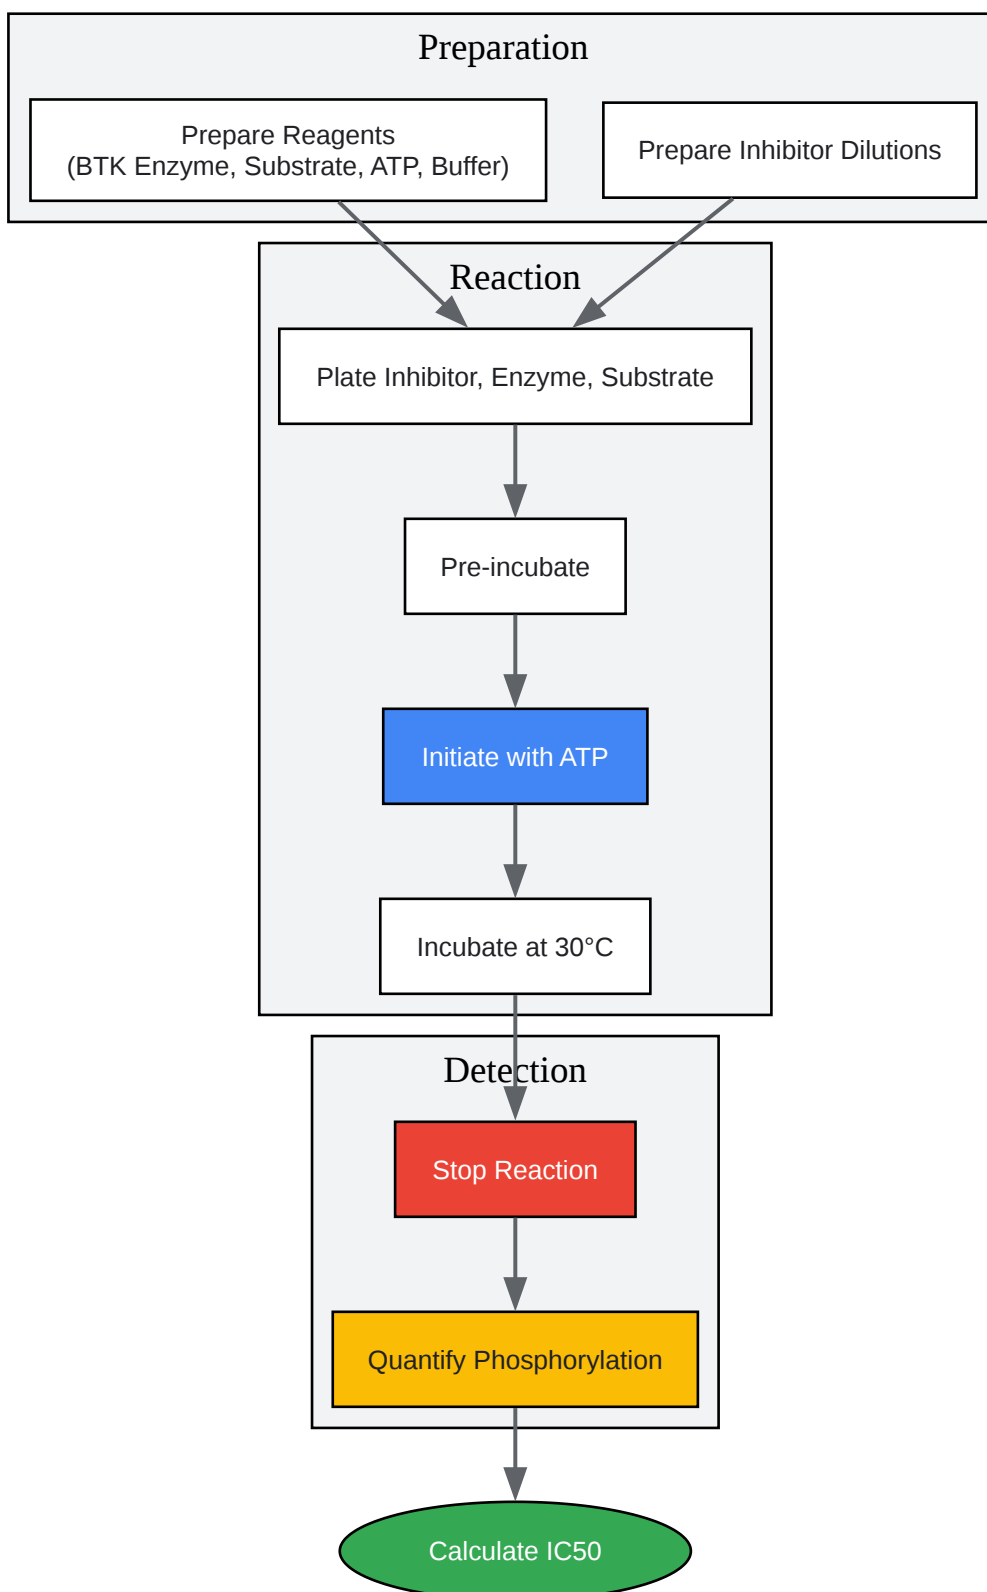 Preparation
Prepare Reagents
(BTK Enzyme, Substrate, ATP, Buffer)
Prepare Inhibitor Dilutions
Reaction
Plate Inhibitor, Enzyme, Substrate
Pre-incubate
Initiate with ATP
Incubate at 30°C
Detection
Stop Reaction
Quantify Phosphorylation
Calculate IC50